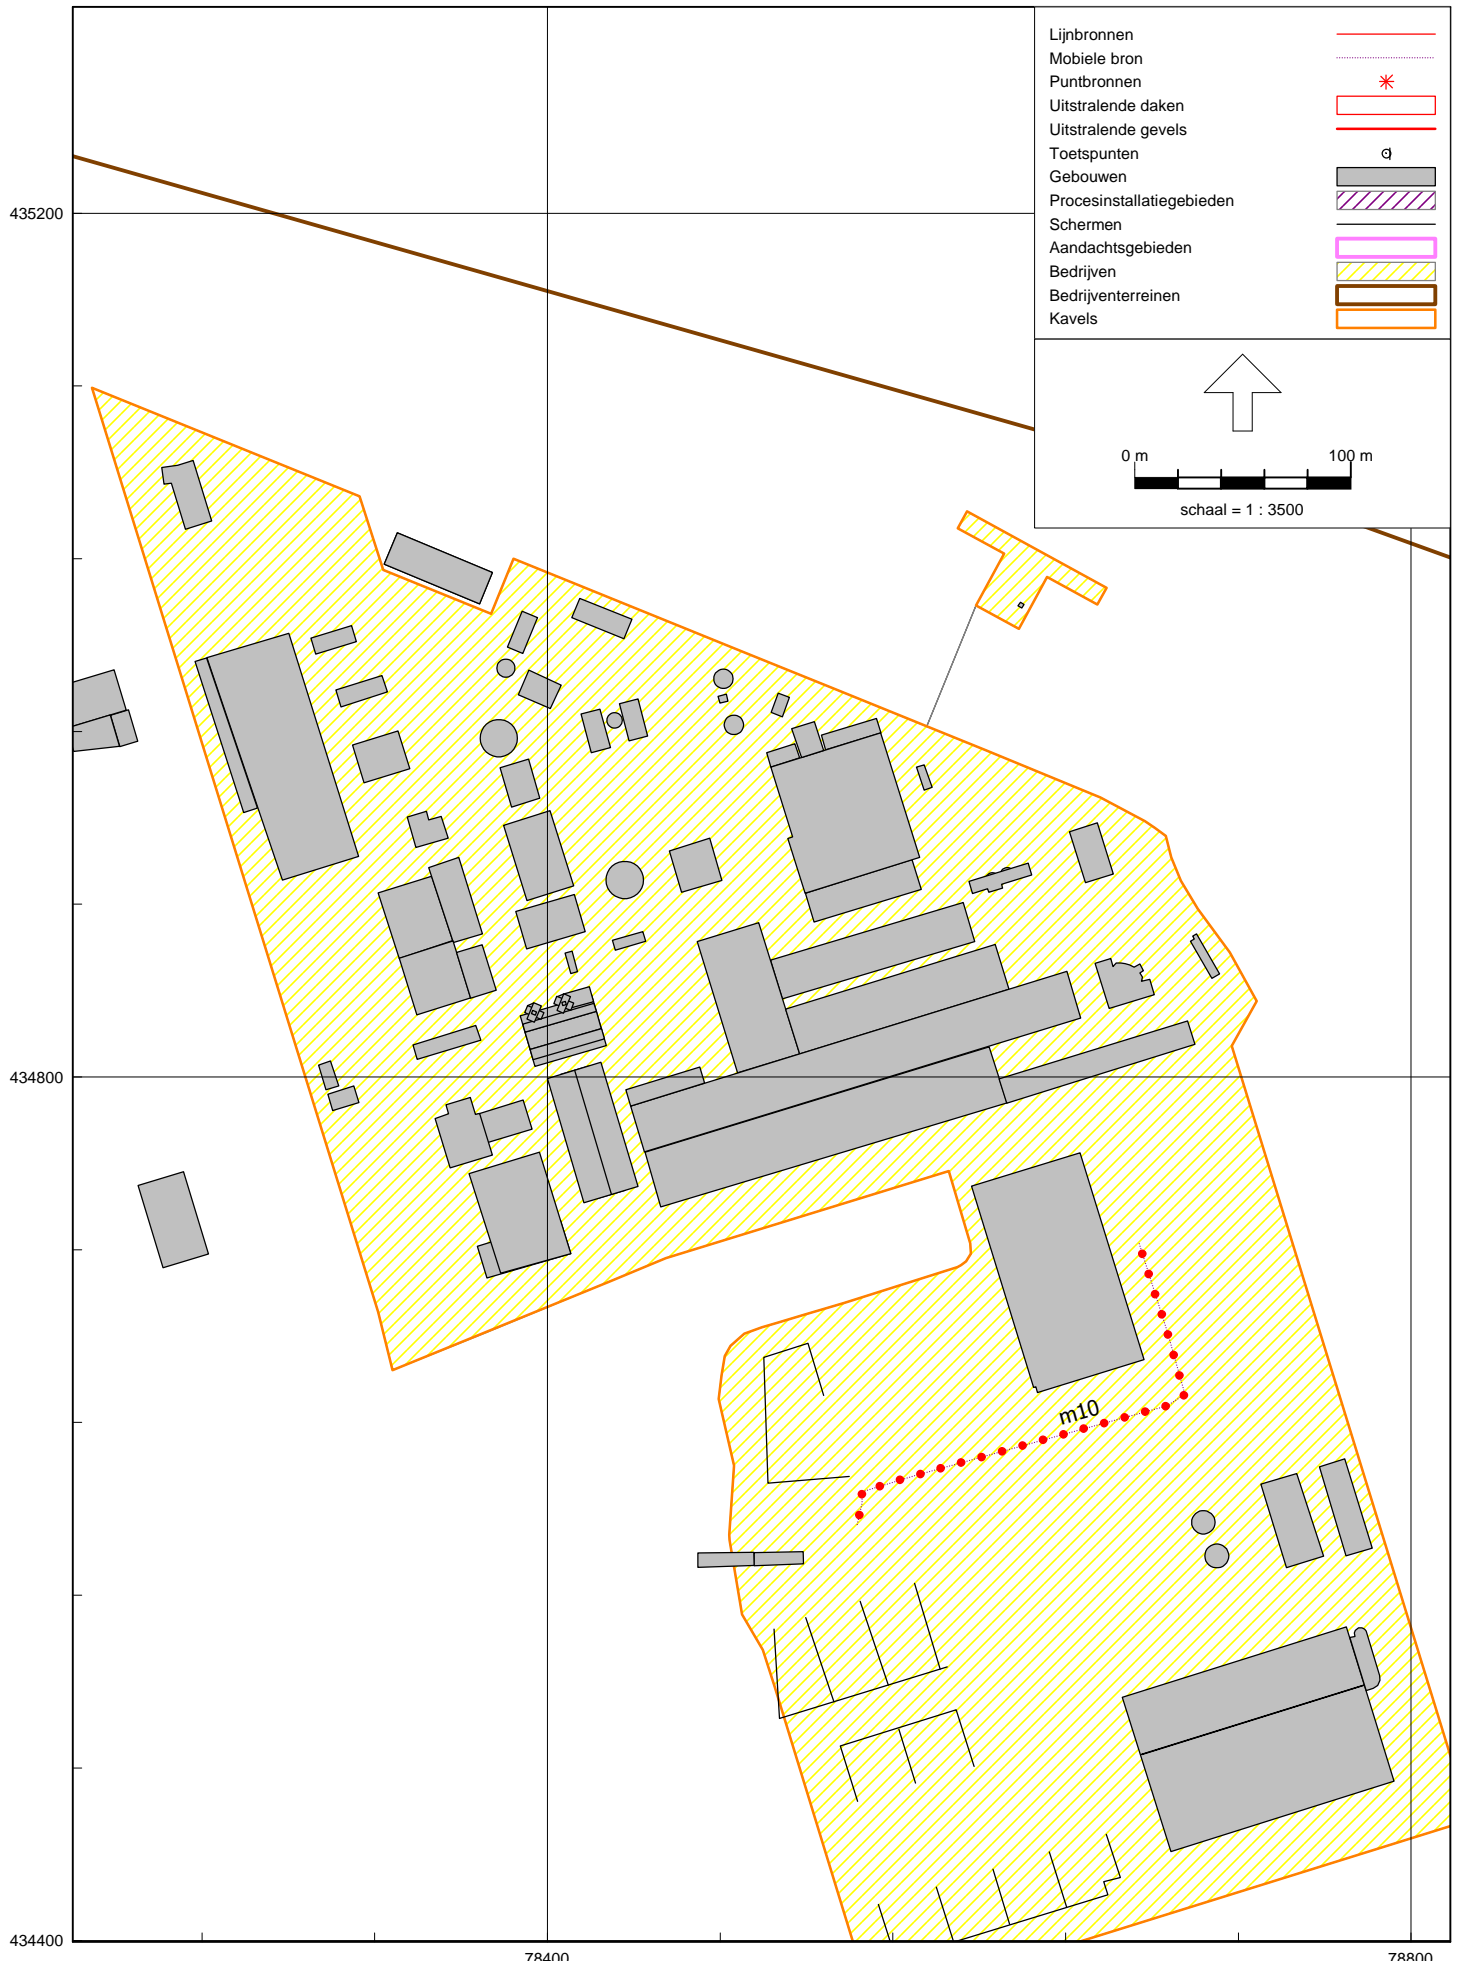 Lijnbronnen
Mobiele bron
Puntbronnen
Uitstralende daken
Uitstralende gevels
Toetspunten
Gebouwen
Procesinstallatiegebieden
Schermen
Aandachtsgebieden
Bedrijven
Bedrijventerreinen
Kavels
0 m 100 m
schaal = 1 : 3500
435200
434800
m10
434400
78400 78800